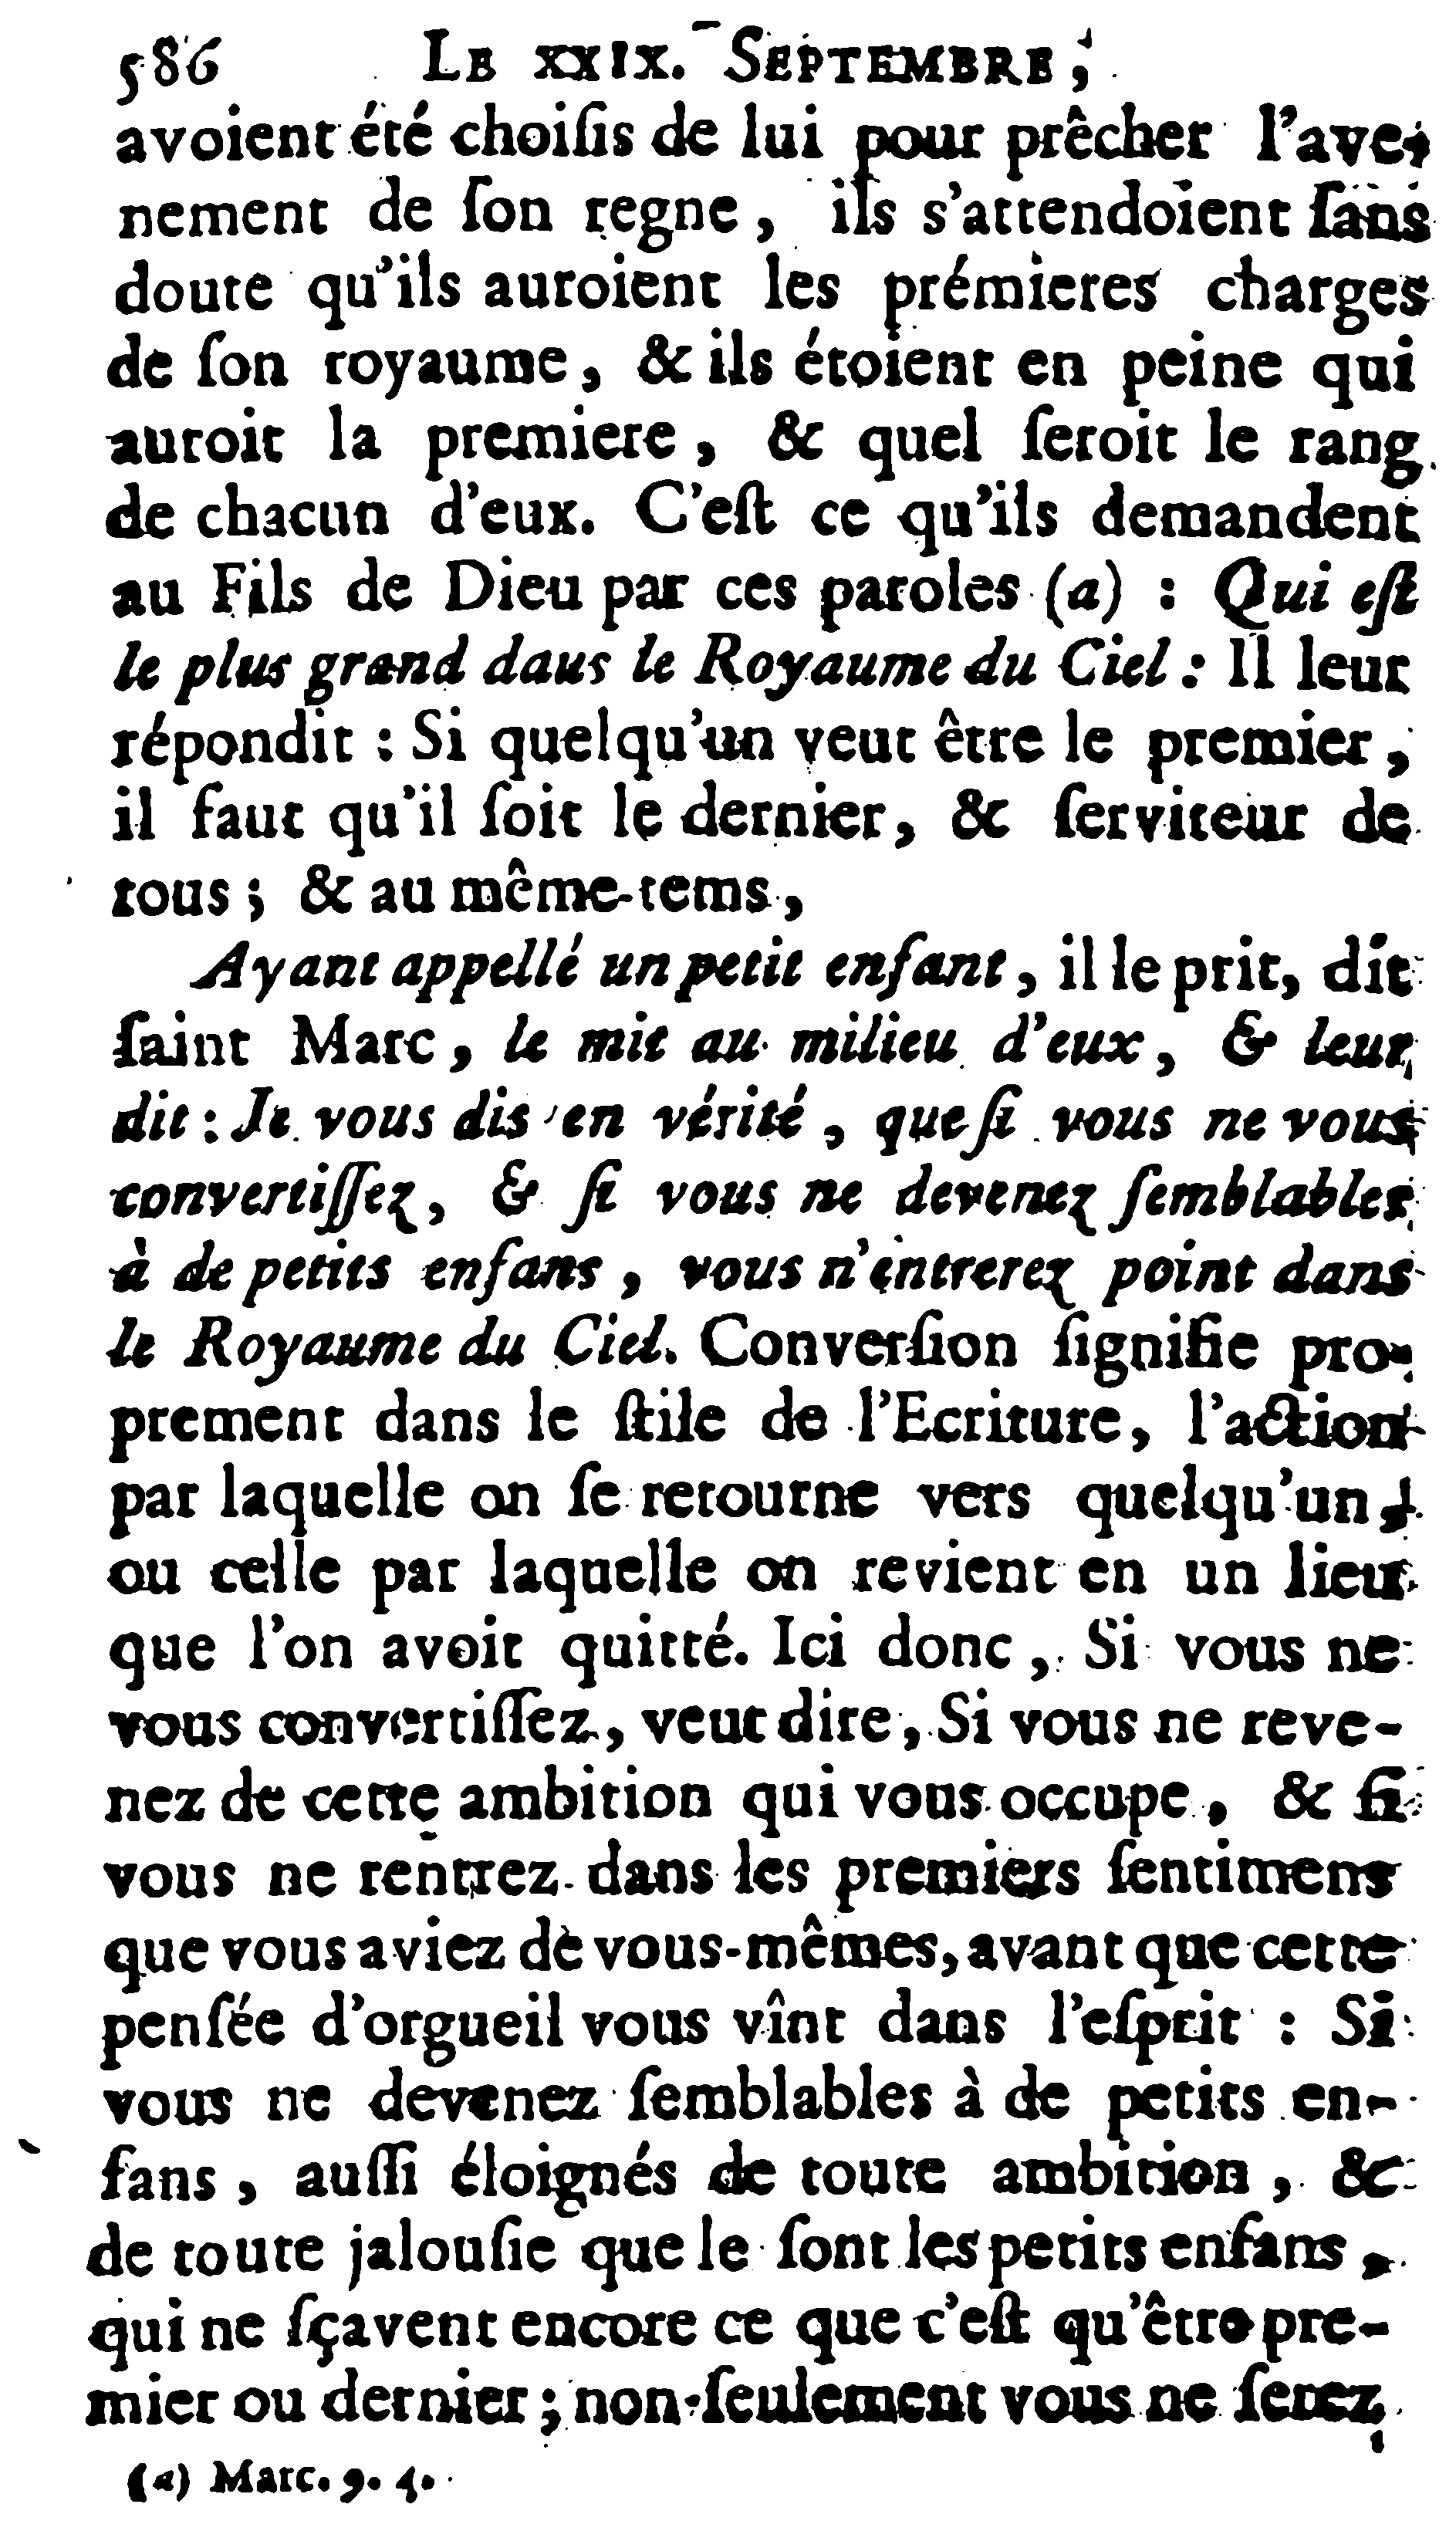 586 LE XXIX. SEPTEMBRE,
avoient été choiſis de lui pour prêcher l'ave-
nement de ſon regne, ils s'attendoient ſans
doute qu'ils auroient les prémieres charges
de ſon royaume, & ils étoient en peine qui
auroit la premiere, & quel ſeroit le rang
de chacun d'eux. C'eſt ce qu'ils demandent
au Fils de Dieu par ces paroles (a) : Qui eſt
le plus grand daus le Royaume du Ciel : Il leur
répondit : Si quelqu'un veut être le premier,
il faut qu'il ſoit le dernier, & ſerviteur de
tous ; & au même-tems,
Ayant appellé un petit enfant, il le prit, dit
ſaint Marc, le mit au milieu d'eux, & leur
dit : Je vous dis en vérité, que ſi vous ne vous
convertiſſez, & ſi vous ne devenez ſemblables
à de petits enfans, vous n'entrerez point dans
le Royaume du Ciel. Converſion ſignifie pro-
prement dans le ſtile de l'Ecriture, l'action
par laquelle on ſe retourne vers quelqu'un,
ou celle par laquelle on revient en un lieu
que l'on avoit quitté. Ici donc, Si vous ne
vous convertiſſez, veut dire, Si vous ne reve-
nez de cette ambition qui vous occupe, & ſi
vous ne rentrez dans les premiers ſentimens
que vous aviez de vous-mêmes, avant que cette
penſée d'orgueil vous vînt dans l'eſprit : Si
vous ne devenez ſemblables à de petits en-
fans, auſſi éloignés de toute ambition, &
de toute jalouſie que le ſont les petits enfans,
qui ne ſçavent encore ce que c'eſt qu'être pre-
mier ou dernier ; non-ſeulement vous ne ſerez
(a) Marc. 9. 4.